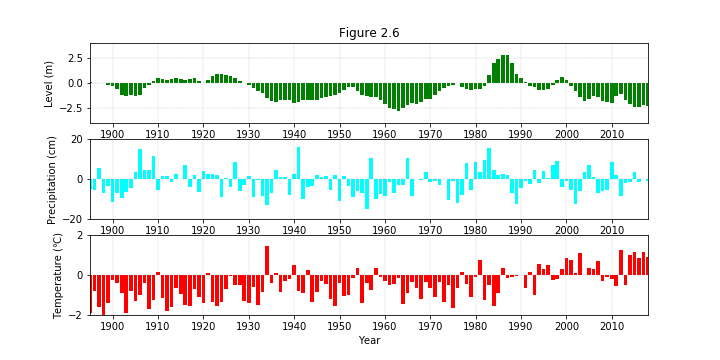 Figure 2.6
Level (m)
2.5
0.0
−2.5
1900 1910 1920 1930 1940 1950 1960 1970 1980 1990 2000 2010
Precipitation (cm)
20
0
−20
1900 1910 1920 1930 1940 1950 1960 1970 1980 1990 2000 2010
Temperature (℃)
2
0
−2
1900 1910 1920 1930 1940 1950 1960 1970 1980 1990 2000 2010
Year